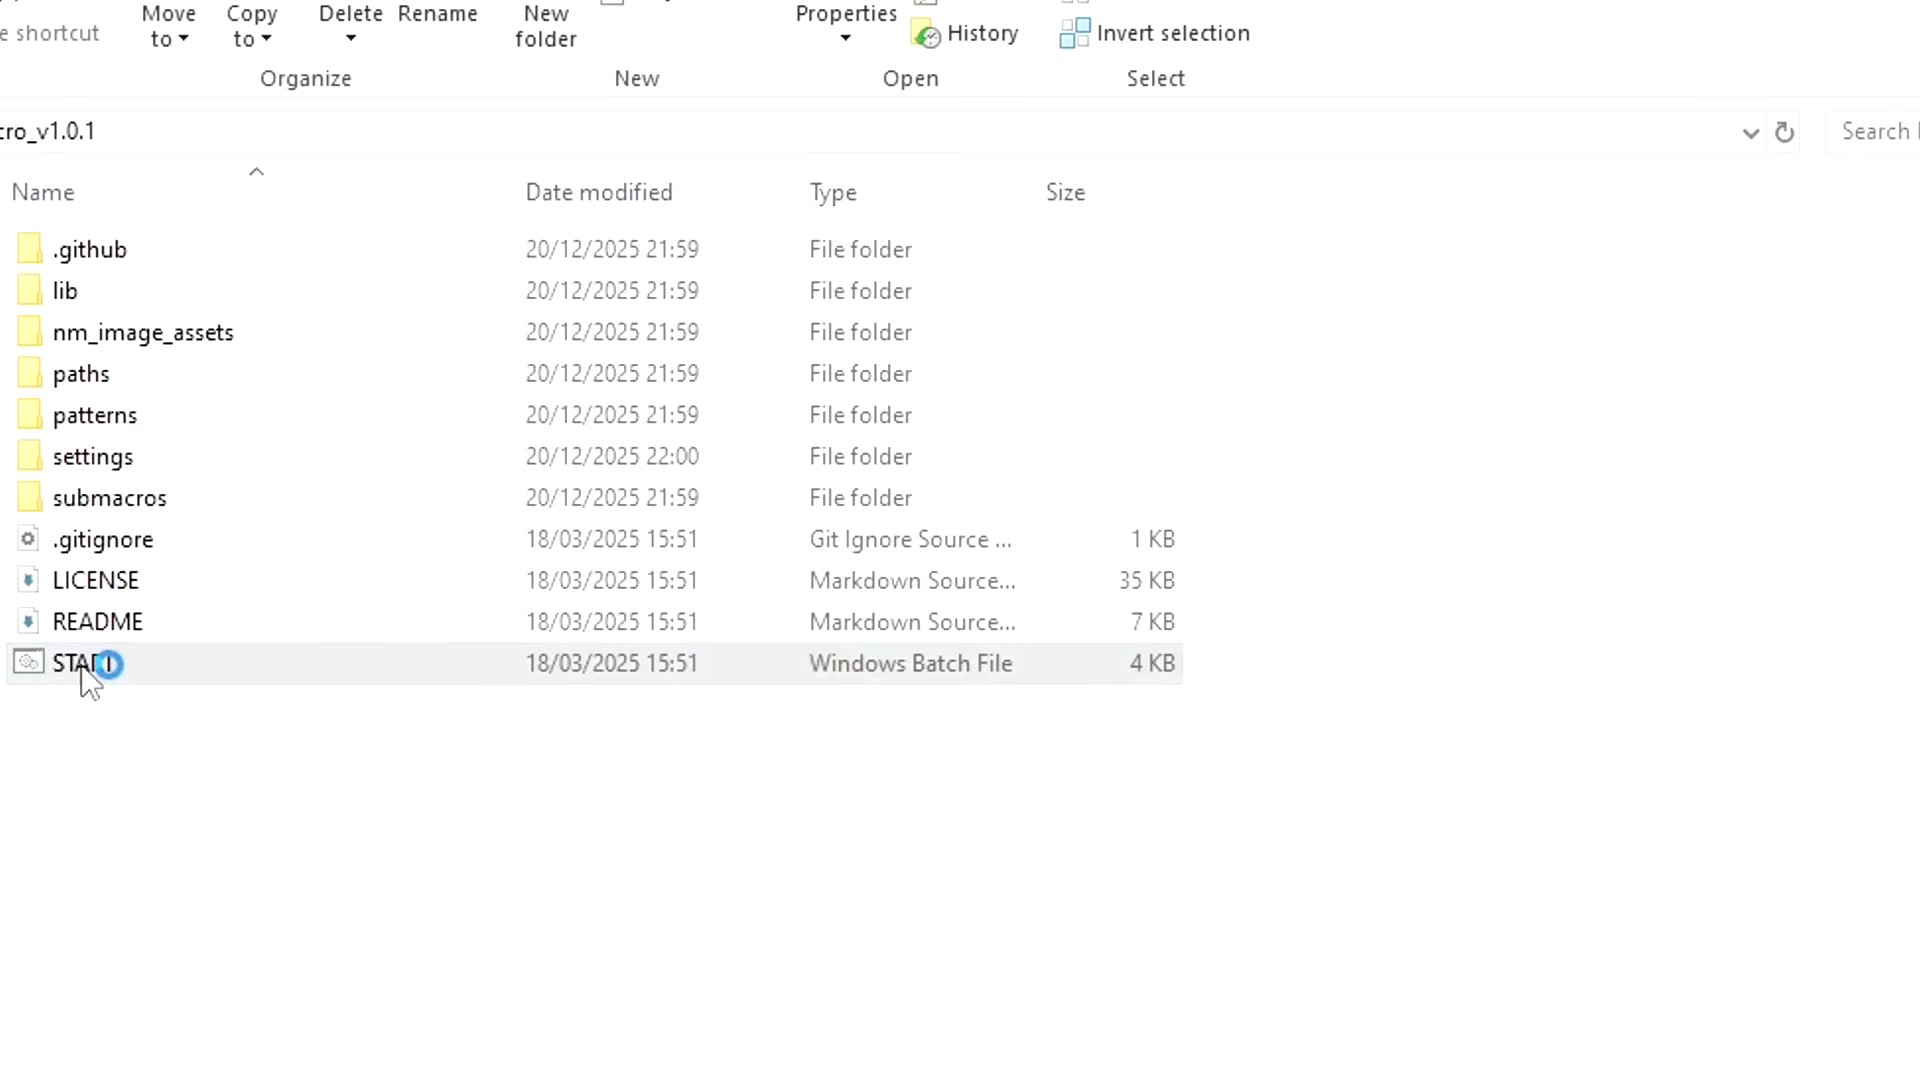 e shortcut
Move to
Copy to
Delete
Rename
New folder
Properties
History
Invert selection
Organize
New
Open
Select
cro_v1.0.1
Search
Name
Date modified
Type
Size
.github 20/12/2025 21:59 File folder
lib 20/12/2025 21:59 File folder
nm_image_assets 20/12/2025 21:59 File folder
paths 20/12/2025 21:59 File folder
patterns 20/12/2025 21:59 File folder
settings 20/12/2025 22:00 File folder
submacros 20/12/2025 21:59 File folder
.gitignore 18/03/2025 15:51 Git Ignore Source ... 1 KB
LICENSE 18/03/2025 15:51 Markdown Source... 35 KB
README 18/03/2025 15:51 Markdown Source... 7 KB
START 18/03/2025 15:51 Windows Batch File 4 KB